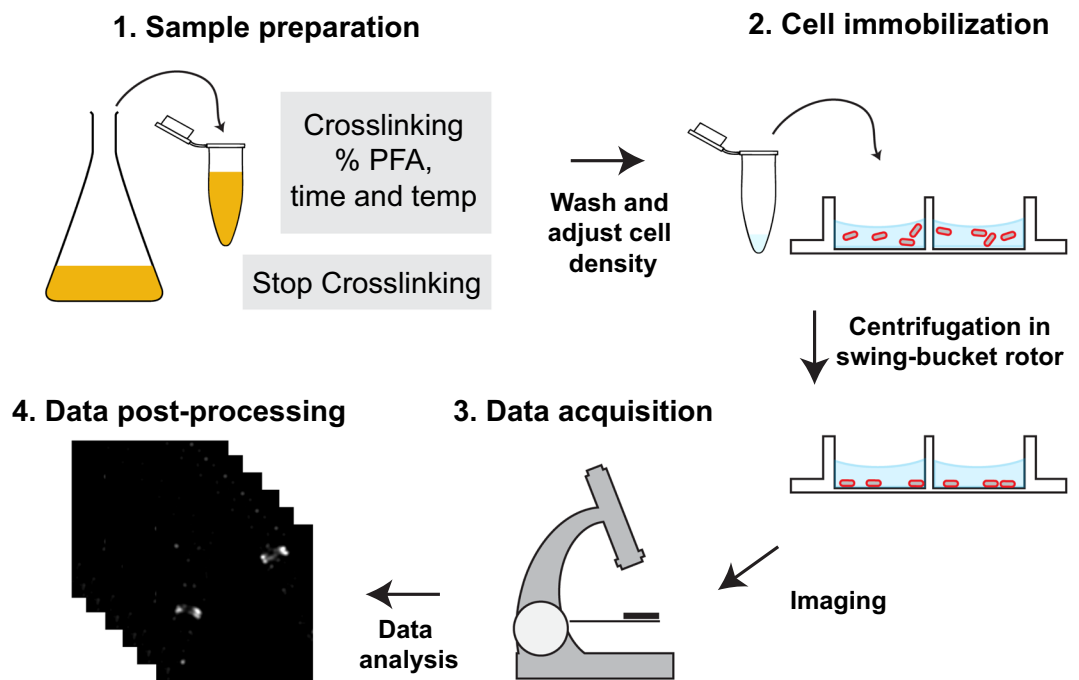 1. Sample preparation
Crosslinking
% PFA,
time and temp
Stop Crosslinking
Wash and
adjust cell
density
2. Cell immobilization
Centrifugation in
swing-bucket rotor
Imaging
3. Data acquisition
Data
analysis
4. Data post-processing